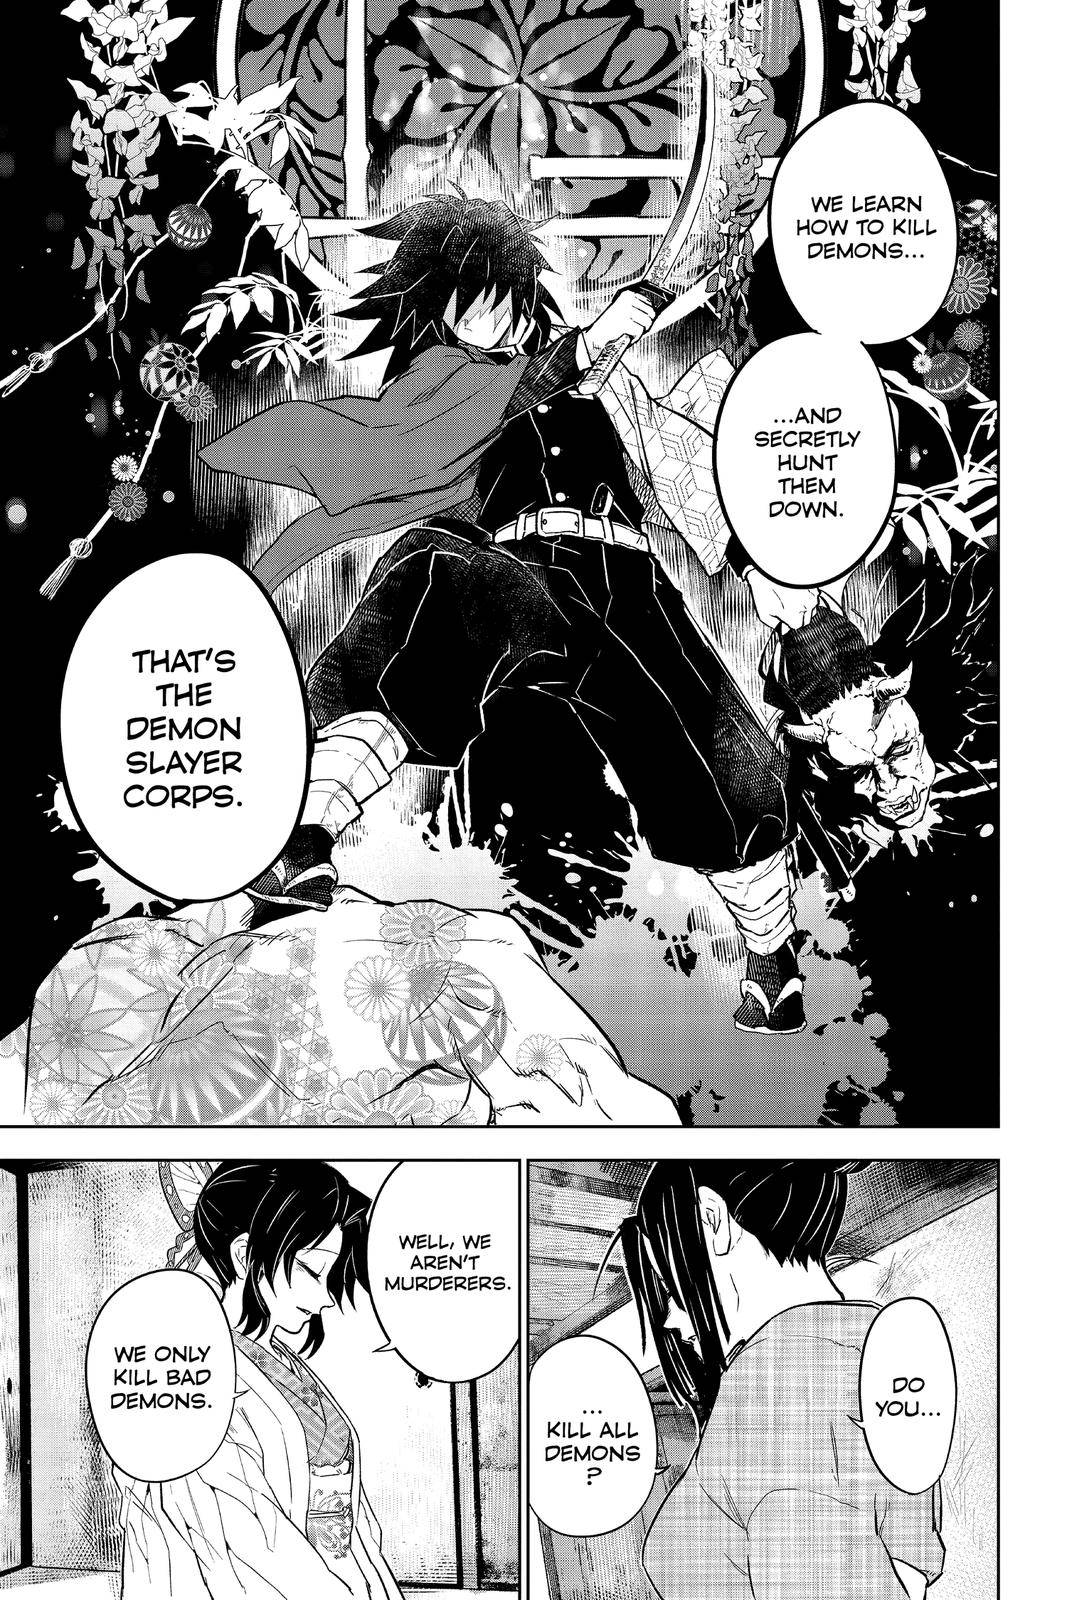 WE LEARN
HOW TO KILL
DEMONS...
...AND
SECRETLY
HUNT
THEM
DOWN.
THAT'S
THE
DEMON
SLAYER
CORPS.
DO
YOU...
...
KILL ALL
DEMONS
?
WELL, WE
AREN'T
MURDERERS.
WE ONLY
KILL BAD
DEMONS.